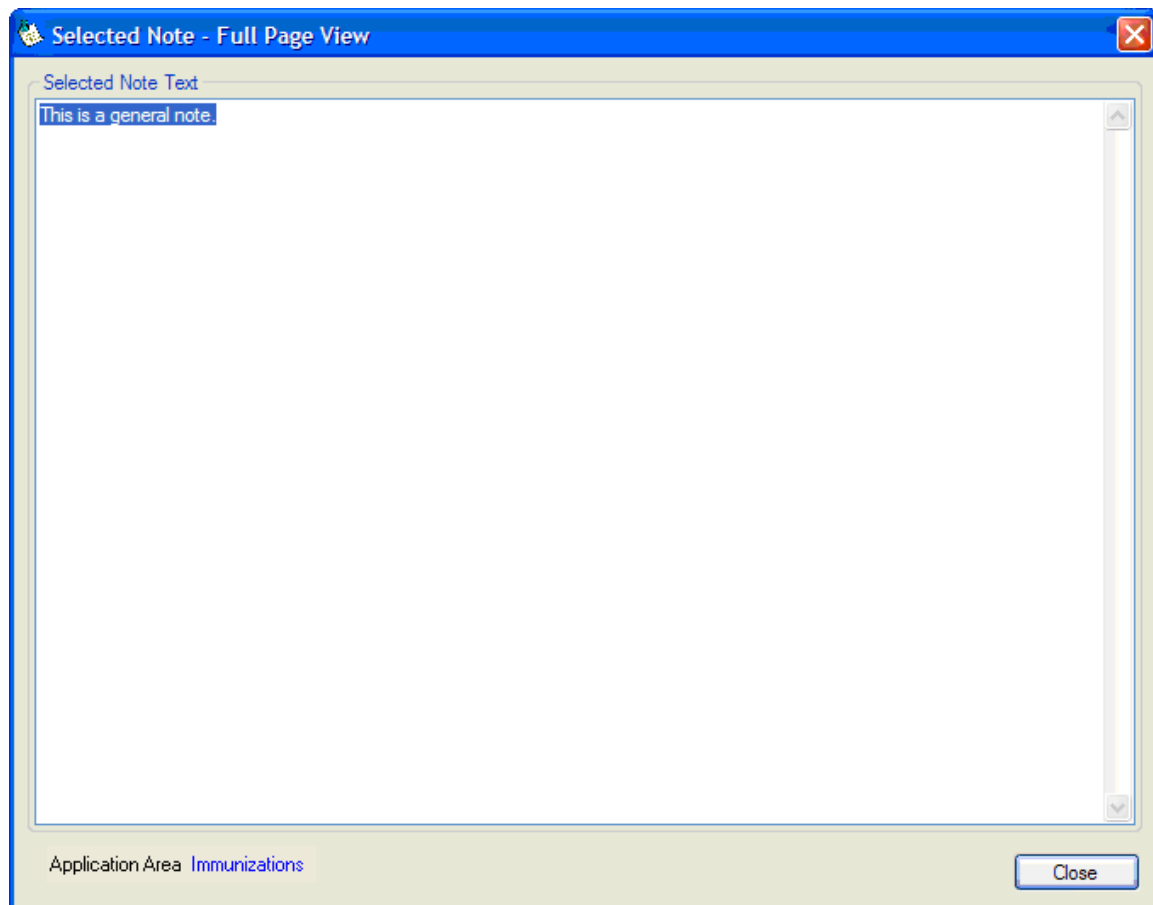 Selected Note - Full Page View
Selected Note Text
This is a general note.
Application Area Immunizations
Close